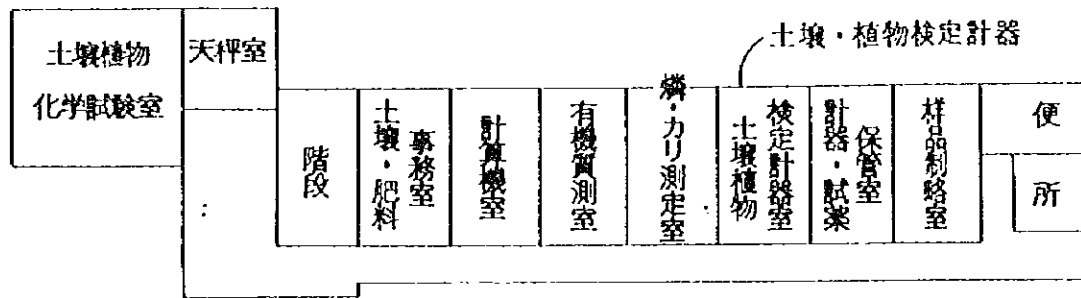 土壌植物
化学試験室
天秤室
土壌・植物検定計器
階段
土壌・肥料
事務室
計算機室
有機質測室
燐・カリ測定室
土壌植物
検定計器室
計器・試薬
保管室
样品制略室
便
所